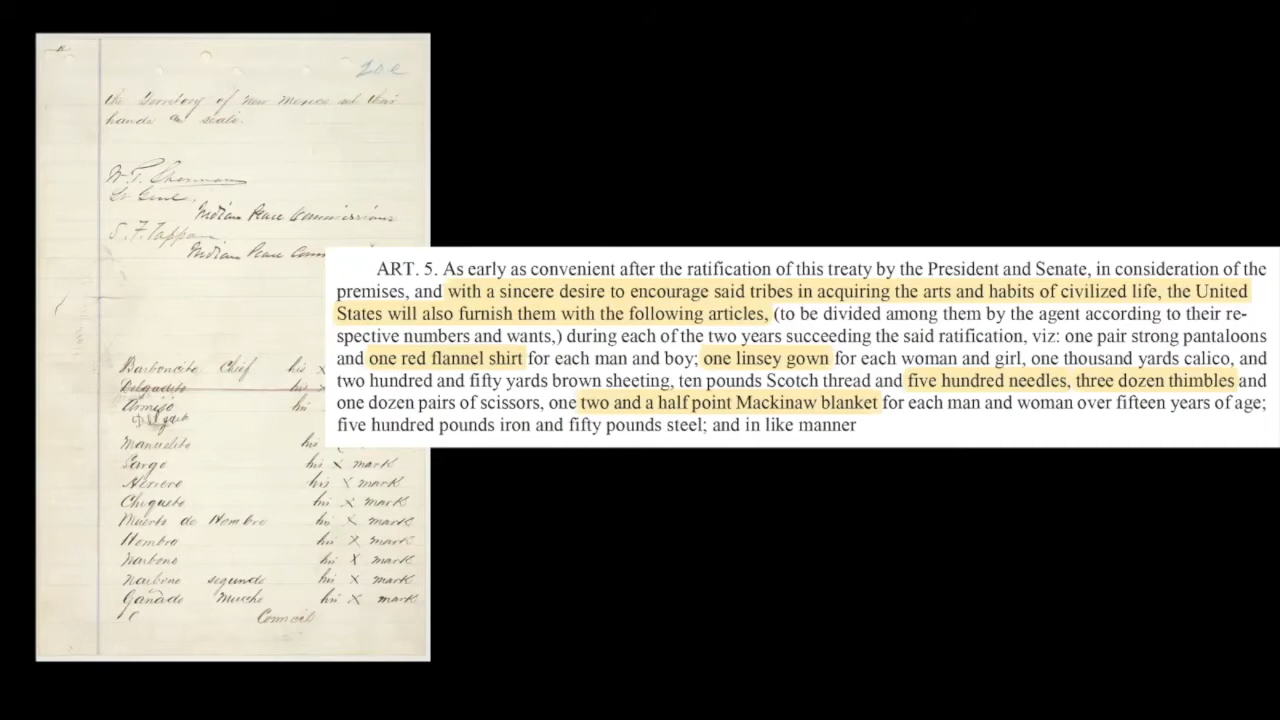 the Territory of New Mexico set their
hands and seals.
W. T. Sherman
Lt Genl.
Indian Peace Commissioner
S. F. Tappan
Indian Peace Com
ART. 5. As early as convenient after the ratification of this treaty by the President and Senate, in consideration of the
premises, and with a sincere desire to encourage said tribes in acquiring the arts and habits of civilized life, the United
States will also furnish them with the following articles, (to be divided among them by the agent according to their re-
spective numbers and wants,) during each of the two years succeeding the said ratification, viz: one pair strong pantaloons
and one red flannel shirt for each man and boy; one linsey gown for each woman and girl, one thousand yards calico, and
two hundred and fifty yards brown sheeting, ten pounds Scotch thread and five hundred needles, three dozen thimbles and
one dozen pairs of scissors, one two and a half point Mackinaw blanket for each man and woman over fifteen years of age;
five hundred pounds iron and fifty pounds steel; and in like manner
Barboncito Chief his x
Delgadito his x
Armijo his
Manuelito his
Largo his x mark
Herrero his x mark
Chiqueto his x mark
Muerto de Hombre his x mark
Hombro his x mark
Narbono his x mark
Narbono segundo his x mark
Ganado Mucho his x mark
Council